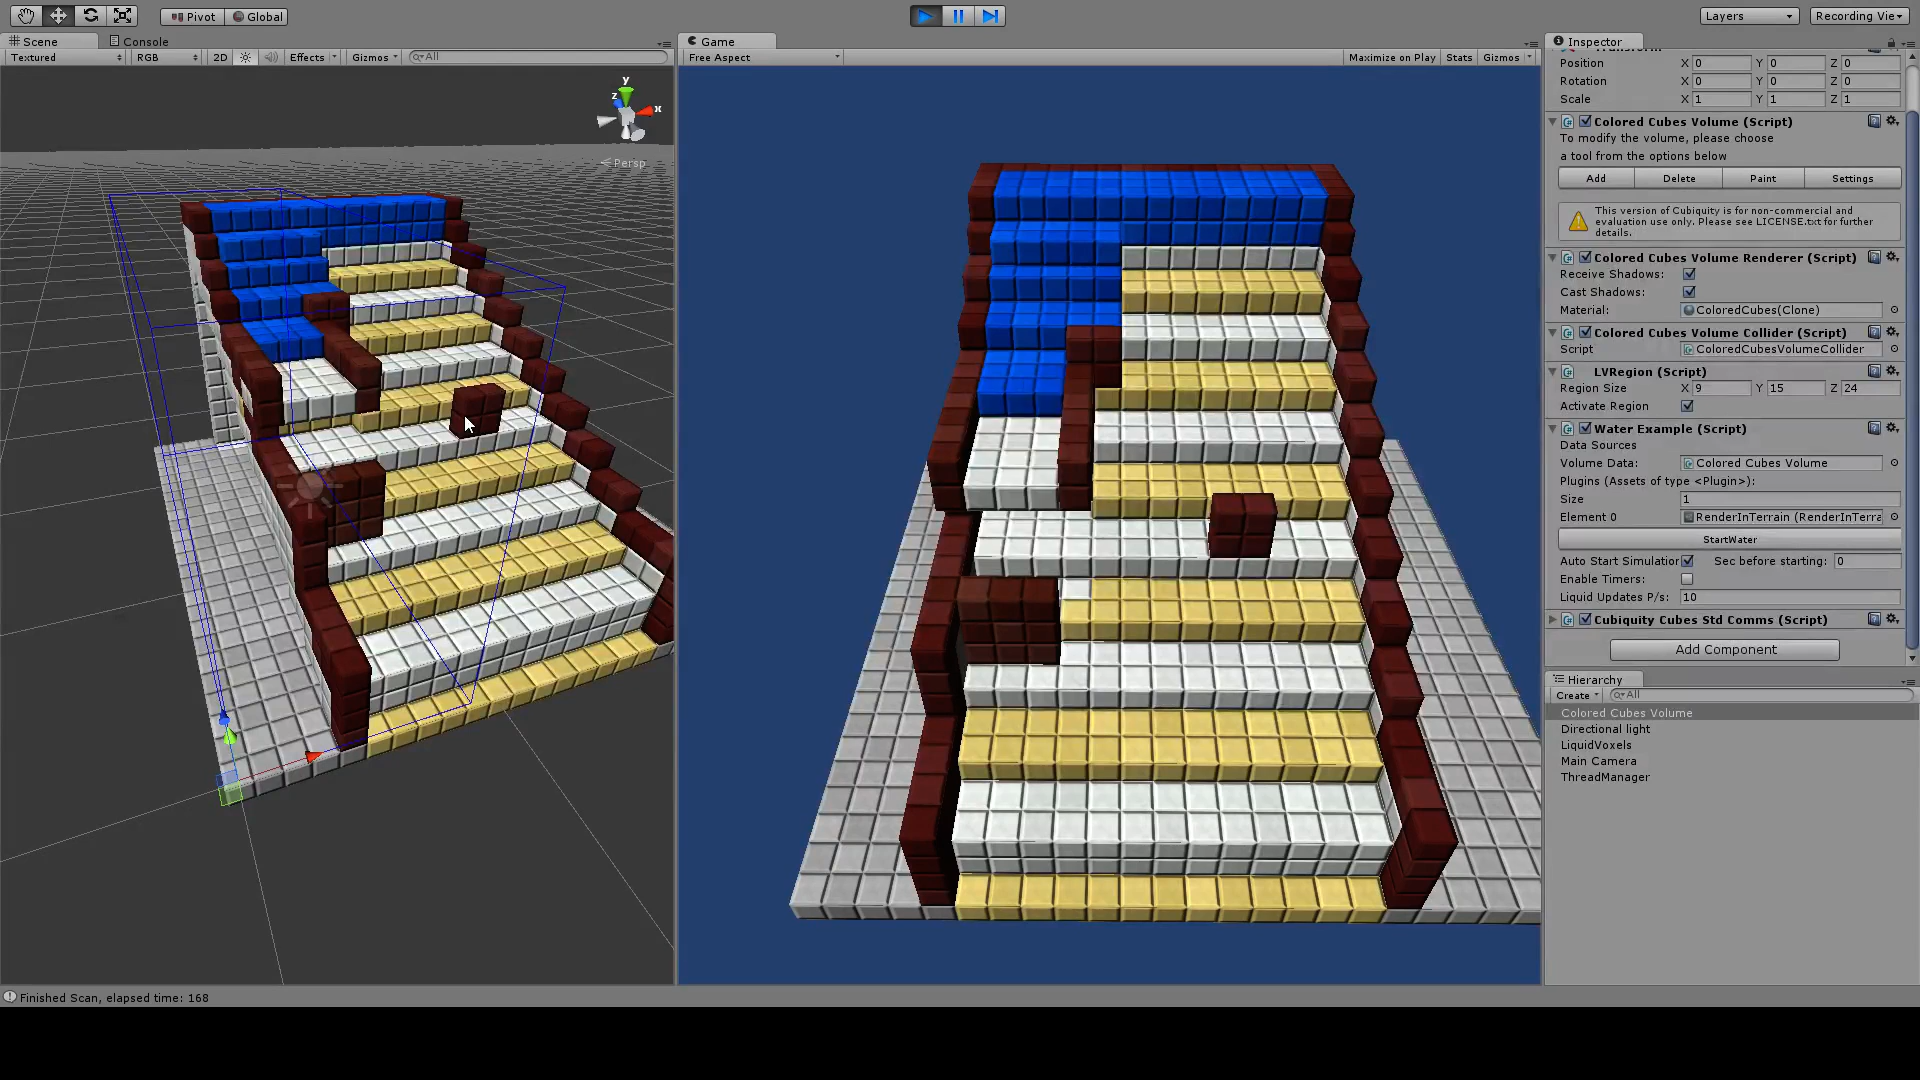 Pivot Global Layers Recording Vie
Scene Console Game Inspector
Textured RGB 2D Effects Gizmos All Free Aspect Maximize on Play Stats Gizmos
y
z x
Persp
Position X 0 Y 0 Z 0
Rotation X 0 Y 0 Z 0
Scale X 1 Y 1 Z 1
Colored Cubes Volume (Script)
To modify the volume, please choose
a tool from the options below
Add Delete Paint Settings
This version of Cubiquity is for non-commercial and
evaluation use only. Please see LICENSE.txt for further
details.
Colored Cubes Volume Renderer (Script)
Receive Shadows:
Cast Shadows:
Material: ColoredCubes(Clone)
Colored Cubes Volume Collider (Script)
Script ColoredCubesVolumeCollider
LVRegion (Script)
Region Size X 9 Y 15 Z 24
Activate Region
Water Example (Script)
Data Sources
Volume Data: Colored Cubes Volume
Plugins (Assets of type <Plugin>):
Size 1
Element 0 RenderInTerrain (RenderInTerra
StartWater
Auto Start Simulation Sec before starting: 0
Enable Timers:
Liquid Updates P/s: 10
Cubiquity Cubes Std Comms (Script)
Add Component
Hierarchy
Create All
Colored Cubes Volume
Directional light
LiquidVoxels
Main Camera
ThreadManager
Finished Scan, elapsed time: 168